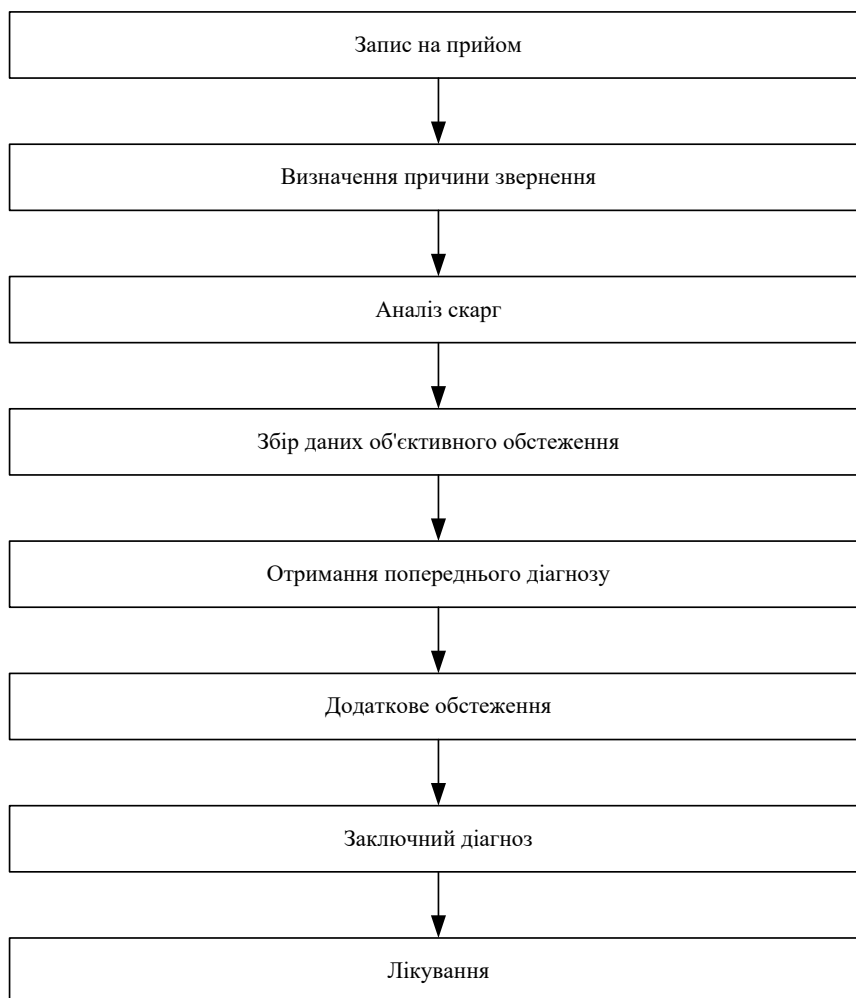 Запис на прийом
Визначення причини звернення
Аналіз скарг
Збір даних об'єктивного обстеження
Отримання попереднього діагнозу
Додаткове обстеження
Заключний діагноз
Лікування